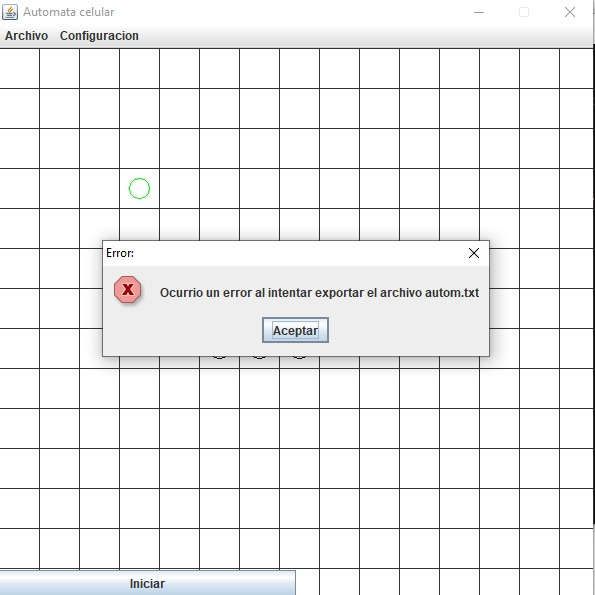 Automata celular
Archivo Configuracion
Error:
Ocurrio un error al intentar exportar el archivo autom.txt
Aceptar
Iniciar